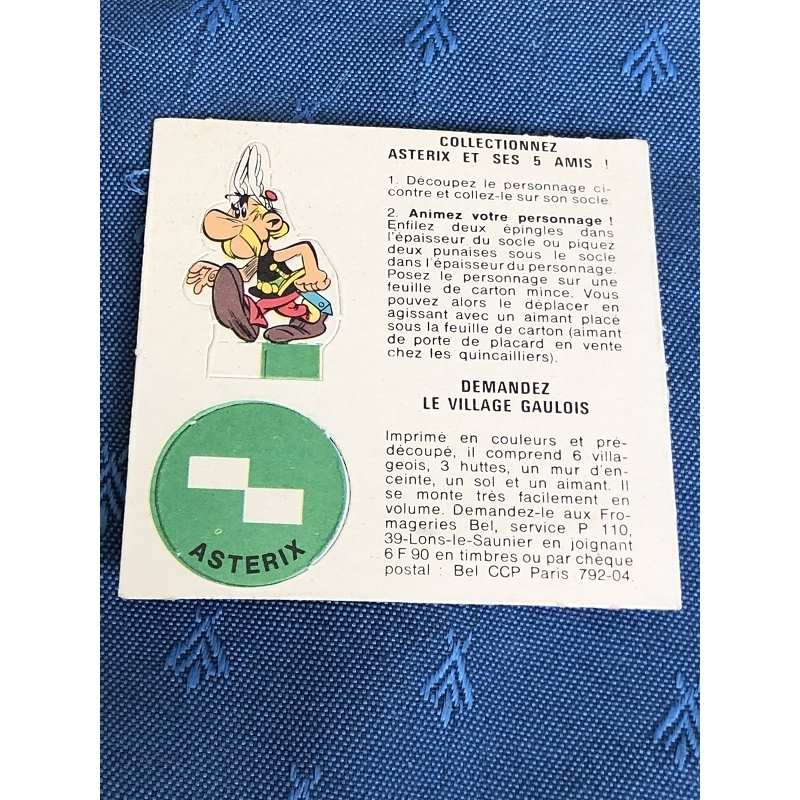 COLLECTIONNEZ
ASTERIX ET SES 5 AMIS !
1. Découpez le personnage ci-
contre et collez-le sur son socle.
2. Animez votre personnage !
Enfilez deux épingles dans
l'épaisseur du socle ou piquez
deux punaises sous le socle
dans l'épaisseur du personnage.
Posez le personnage sur une
feuille de carton mince. Vous
pouvez alors le déplacer en
agissant avec un aimant placé
sous la feuille de carton (aimant
de porte de placard en vente
chez les quincailliers).
DEMANDEZ
LE VILLAGE GAULOIS
Imprimé en couleurs et pré-
découpé, il comprend 6 villa-
geois, 3 huttes, un mur d'en-
ceinte, un sol et un aimant. Il
se monte très facilement en
volume. Demandez-le aux Fro-
mageries Bel, service P 110,
39-Lons-le-Saunier en joignant
6 F 90 en timbres ou par chèque
postal : Bel CCP Paris 792-04.
ASTERIX